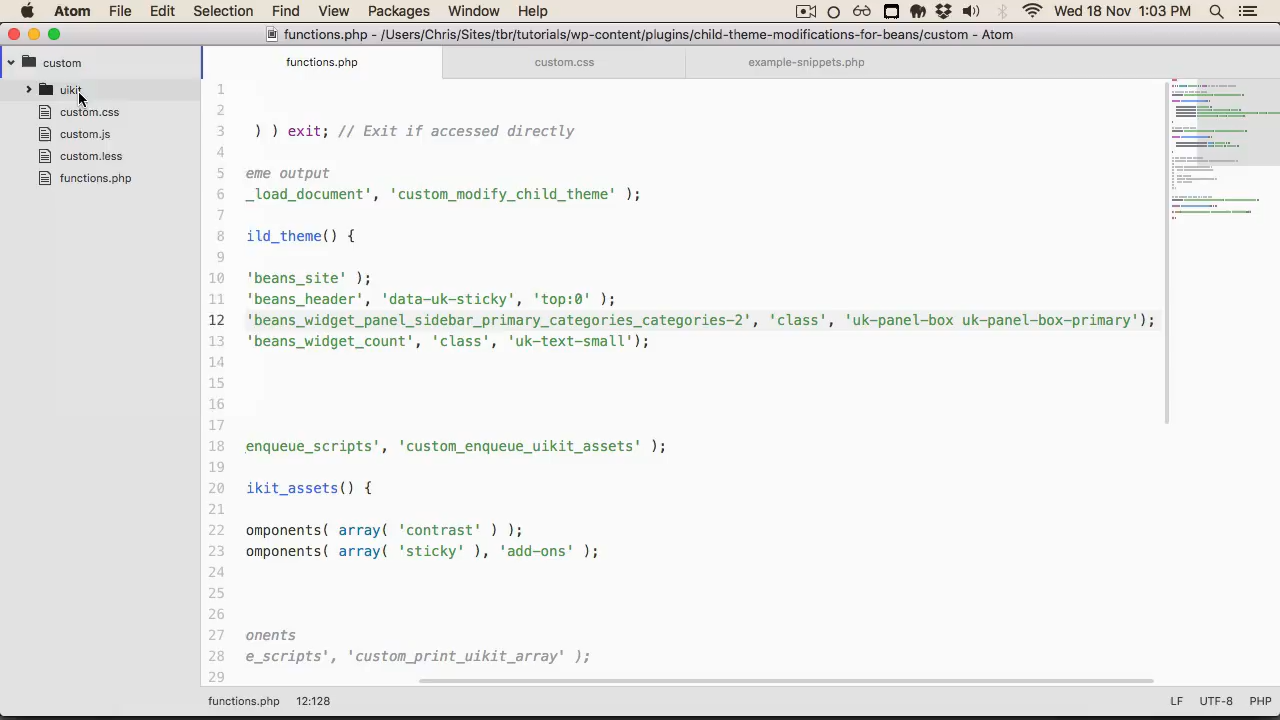 Atom File Edit Selection Find View Packages Window Help Wed 18 Nov 1:03 PM
functions.php - /Users/Chris/Sites/tbr/tutorials/wp-content/plugins/child-theme-modifications-for-beans/custom - Atom
custom
uikit
custom.css
custom.js
custom.less
functions.php
functions.php custom.css example-snippets.php
1
2
3 ) ) exit; // Exit if accessed directly
4
5 eme output
6 _load_document', 'custom_modify_child_theme' );
7
8 ild_theme() {
9
10 'beans_site' );
11 'beans_header', 'data-uk-sticky', 'top:0' );
12 'beans_widget_panel_sidebar_primary_categories_categories-2', 'class', 'uk-panel-box uk-panel-box-primary');
13 'beans_widget_count', 'class', 'uk-text-small');
14
15
16
17
18 enqueue_scripts', 'custom_enqueue_uikit_assets' );
19
20 ikit_assets() {
21
22 omponents( array( 'contrast' ) );
23 omponents( array( 'sticky' ), 'add-ons' );
24
25
26
27 onents
28 e_scripts', 'custom_print_uikit_array' );
29
functions.php 12:128 LF UTF-8 PHP